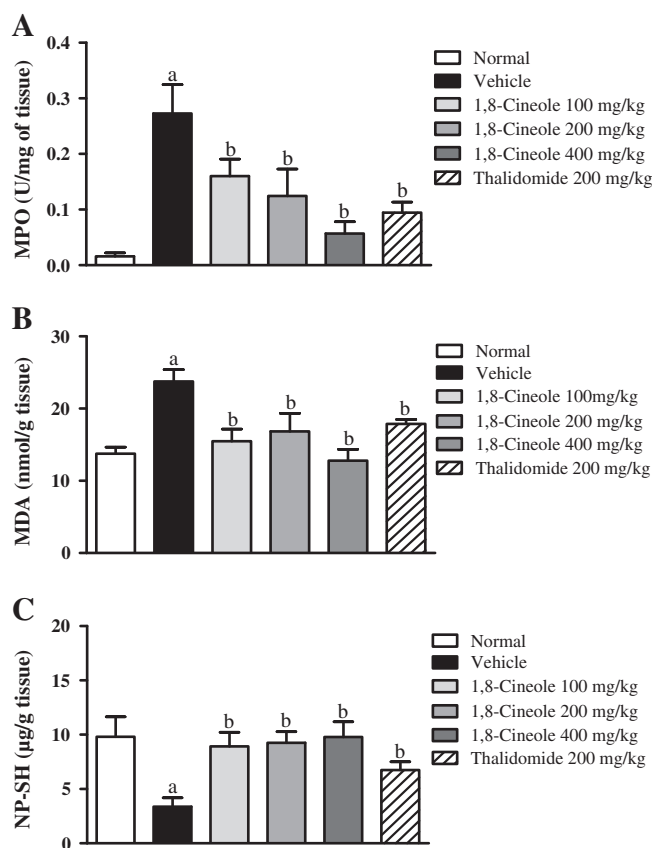 A
MPO (U/mg of tissue)
0.4
0.3
0.2
0.1
0.0
a
b
b
b
b
Normal
Vehicle
1,8-Cineole 100 mg/kg
1,8-Cineole 200 mg/kg
1,8-Cineole 400 mg/kg
Thalidomide 200 mg/kg
B
MDA (nmol/g tissue)
30
20
10
0
a
b
b
b
b
Normal
Vehicle
1,8-Cineole 100mg/kg
1,8-Cineole 200 mg/kg
1,8-Cineole 400 mg/kg
Thalidomide 200 mg/kg
C
NP-SH (µg/g tissue)
20
15
10
5
0
a
b
b
b
b
Normal
Vehicle
1,8-Cineole 100 mg/kg
1,8-Cineole 200 mg/kg
1,8-Cineole 400 mg/kg
Thalidomide 200 mg/kg